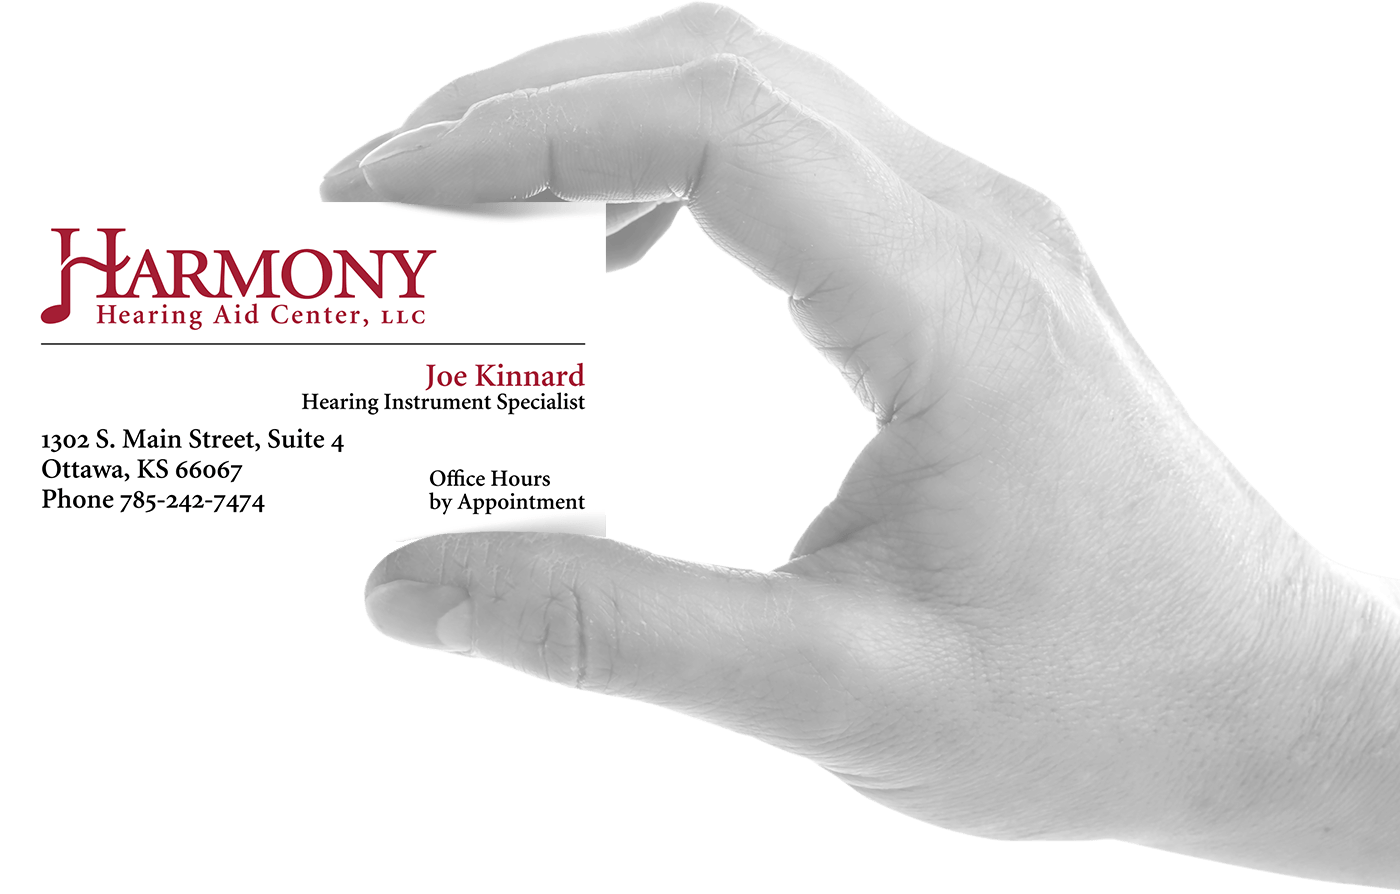 HARMONY
Hearing Aid Center, LLC
Joe Kinnard
Hearing Instrument Specialist
1302 S. Main Street, Suite 4
Ottawa, KS 66067
Phone 785-242-7474
Office Hours
by Appointment